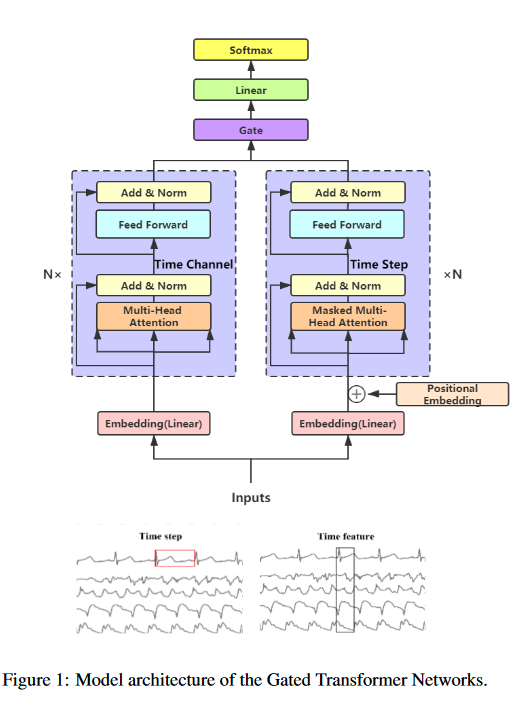 Softmax
Linear
Gate
Add & Norm
Feed Forward
Time Channel
Add & Norm
Multi-Head
Attention
N×
Embedding(Linear)
Add & Norm
Feed Forward
Time Step
Add & Norm
Masked Multi-
Head Attention
×N
Positional
Embedding
Embedding(Linear)
Inputs
Time step
Time feature
Figure 1: Model architecture of the Gated Transformer Networks.